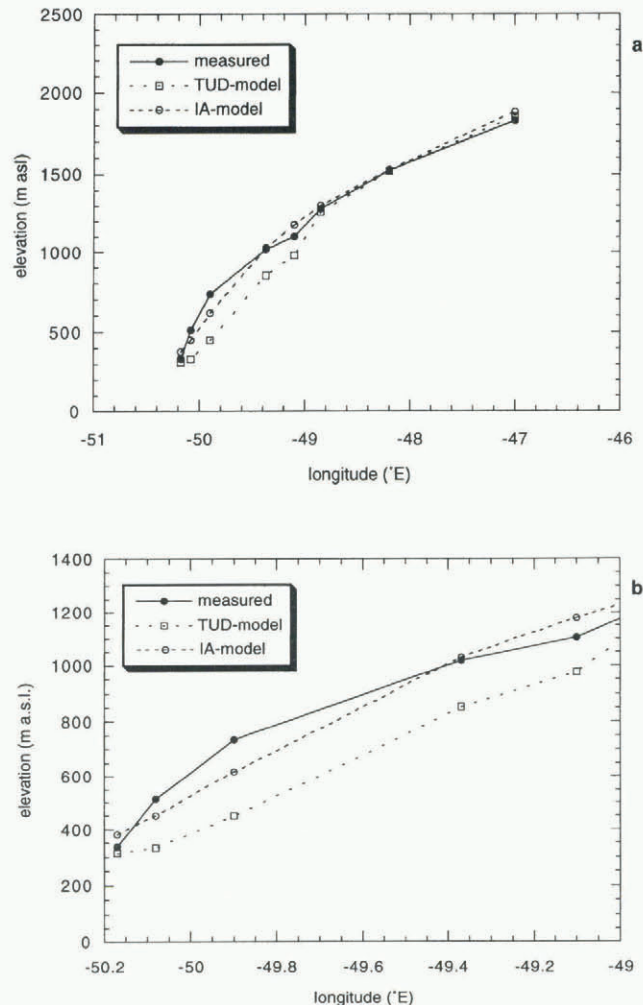 a
2500
2000
1500
1000
500
0
elevation (m asl)
measured
TUD-model
IA-model
-51 -50 -49 -48 -47 -46
longitude (˚E)
b
1400
1200
1000
800
600
400
200
0
elevation (m a.s.l.)
measured
TUD-model
IA-model
-50.2 -50 -49.8 -49.6 -49.4 -49.2 -49
longitude (˚E)